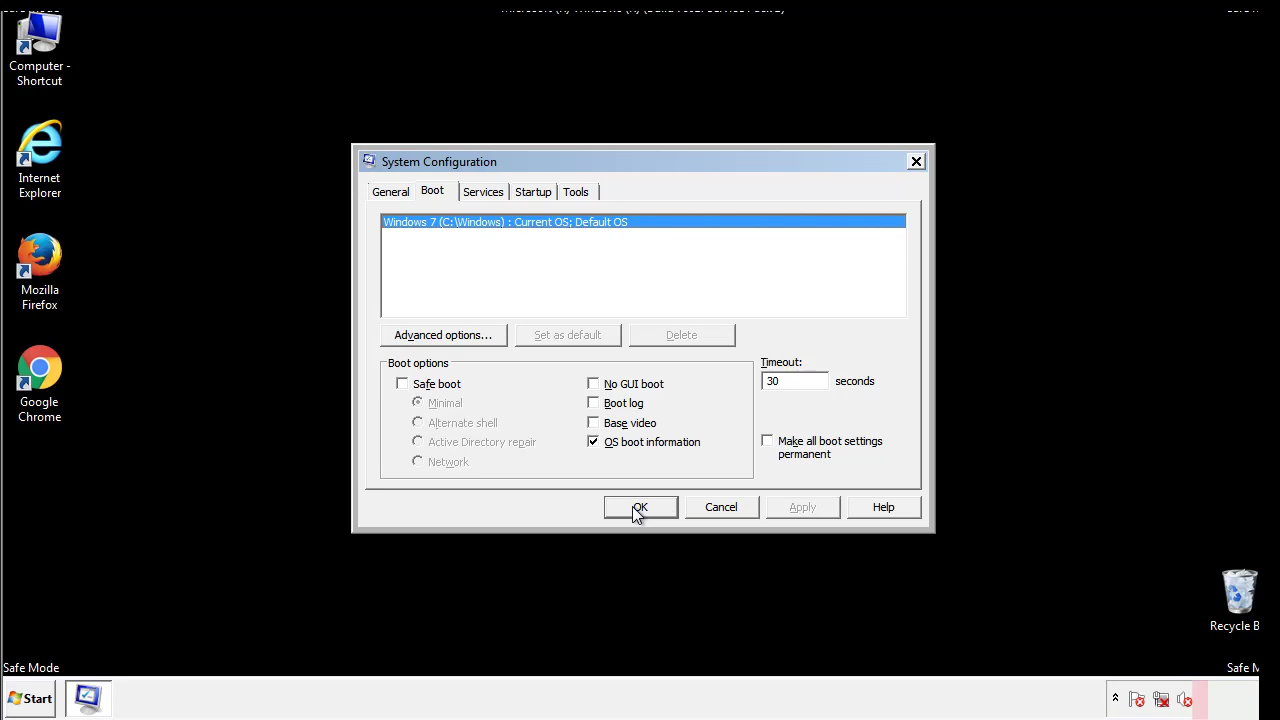 Computer -
Shortcut
Internet
Explorer
Mozilla
Firefox
Google
Chrome
System Configuration
General
Boot
Services
Startup
Tools
Windows 7 (C:\Windows) : Current OS; Default OS
Advanced options...
Set as default
Delete
Boot options
Safe boot
Minimal
Alternate shell
Active Directory repair
Network
No GUI boot
Boot log
Base video
OS boot information
Timeout:
30 seconds
Make all boot settings
permanent
OK
Cancel
Apply
Help
Recycle B
Safe Mode
Safe M
Start